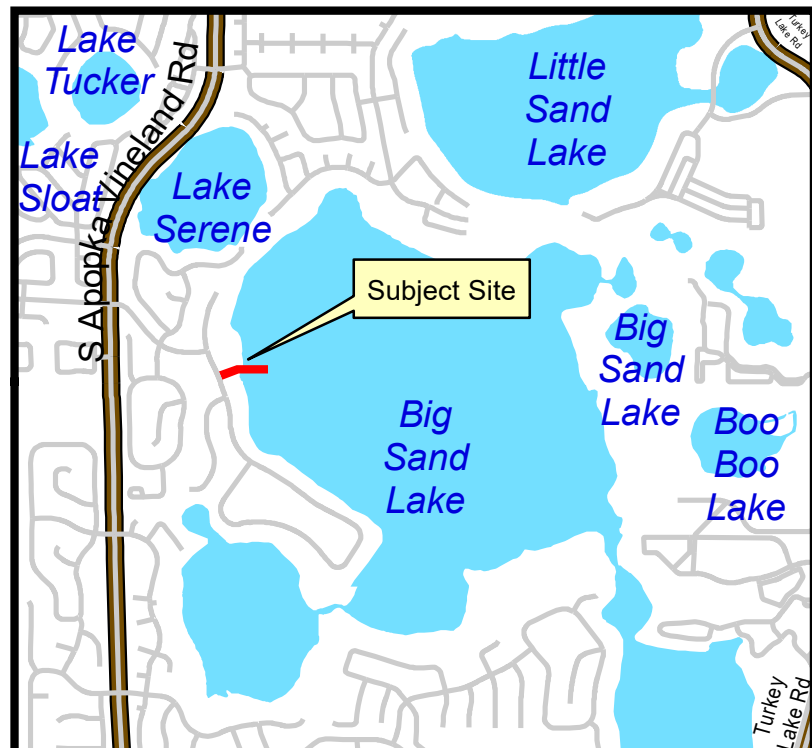 Lake
Tucker
S Apopka Vineland Rd
Little
Sand
Lake
Turkey
Lake Rd
Lake
Sloat
Lake
Serene
Subject Site
Big
Sand
Lake
Big
Sand
Lake
Boo
Boo
Lake
Turkey
Lake Rd